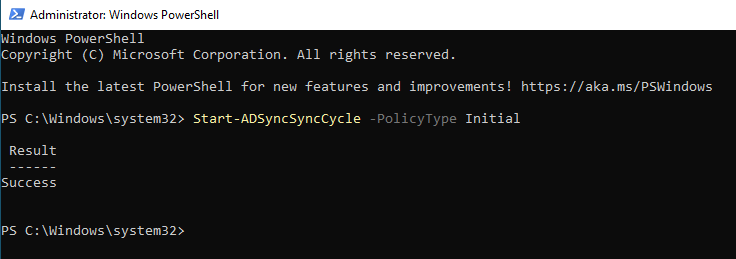 Administrator: Windows PowerShell
Windows PowerShell
Copyright (C) Microsoft Corporation. All rights reserved.
Install the latest PowerShell for new features and improvements! https://aka.ms/PSWindows
PS C:\Windows\system32> Start-ADSyncSyncCycle -PolicyType Initial
Result
------
Success
PS C:\Windows\system32>